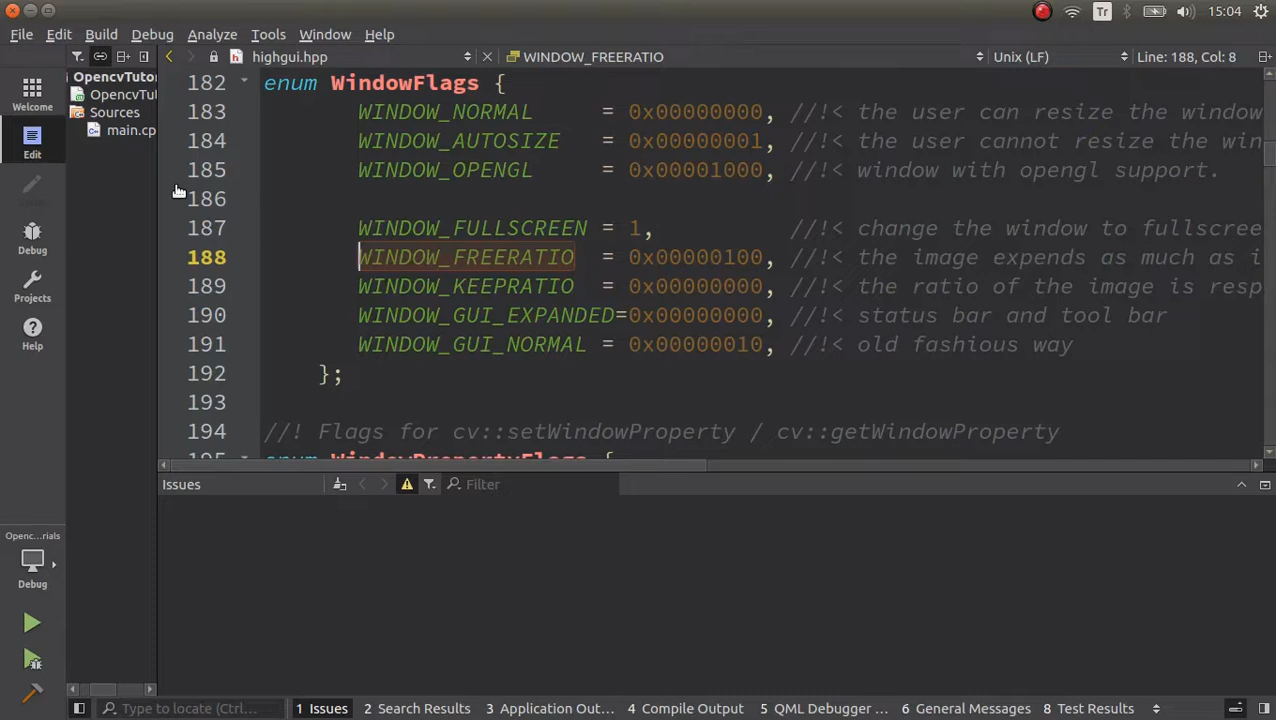 15:04
Tr
File Edit Build Debug Analyze Tools Window Help
highgui.hpp WINDOW_FREERATIO Unix (LF) Line: 188, Col: 8
Welcome
Edit
Debug
Projects
Help
OpencvTutor
OpencvTut
Sources
main.cp
182 enum WindowFlags {
183 WINDOW_NORMAL = 0x00000000, //!< the user can resize the window
184 WINDOW_AUTOSIZE = 0x00000001, //!< the user cannot resize the win
185 WINDOW_OPENGL = 0x00001000, //!< window with opengl support.
186
187 WINDOW_FULLSCREEN = 1, //!< change the window to fullscree
188 WINDOW_FREERATIO = 0x00000100, //!< the image expends as much as i
189 WINDOW_KEEPRATIO = 0x00000000, //!< the ratio of the image is resp
190 WINDOW_GUI_EXPANDED=0x00000000, //!< status bar and tool bar
191 WINDOW_GUI_NORMAL = 0x00000010, //!< old fashious way
192 };
193
194 //! Flags for cv::setWindowProperty / cv::getWindowProperty
195 enum WindowPropertyFlags {
Issues Filter
Openc...rials
Debug
Type to locate (Ctrl... 1 Issues 2 Search Results 3 Application Out... 4 Compile Output 5 QML Debugger ... 6 General Messages 8 Test Results